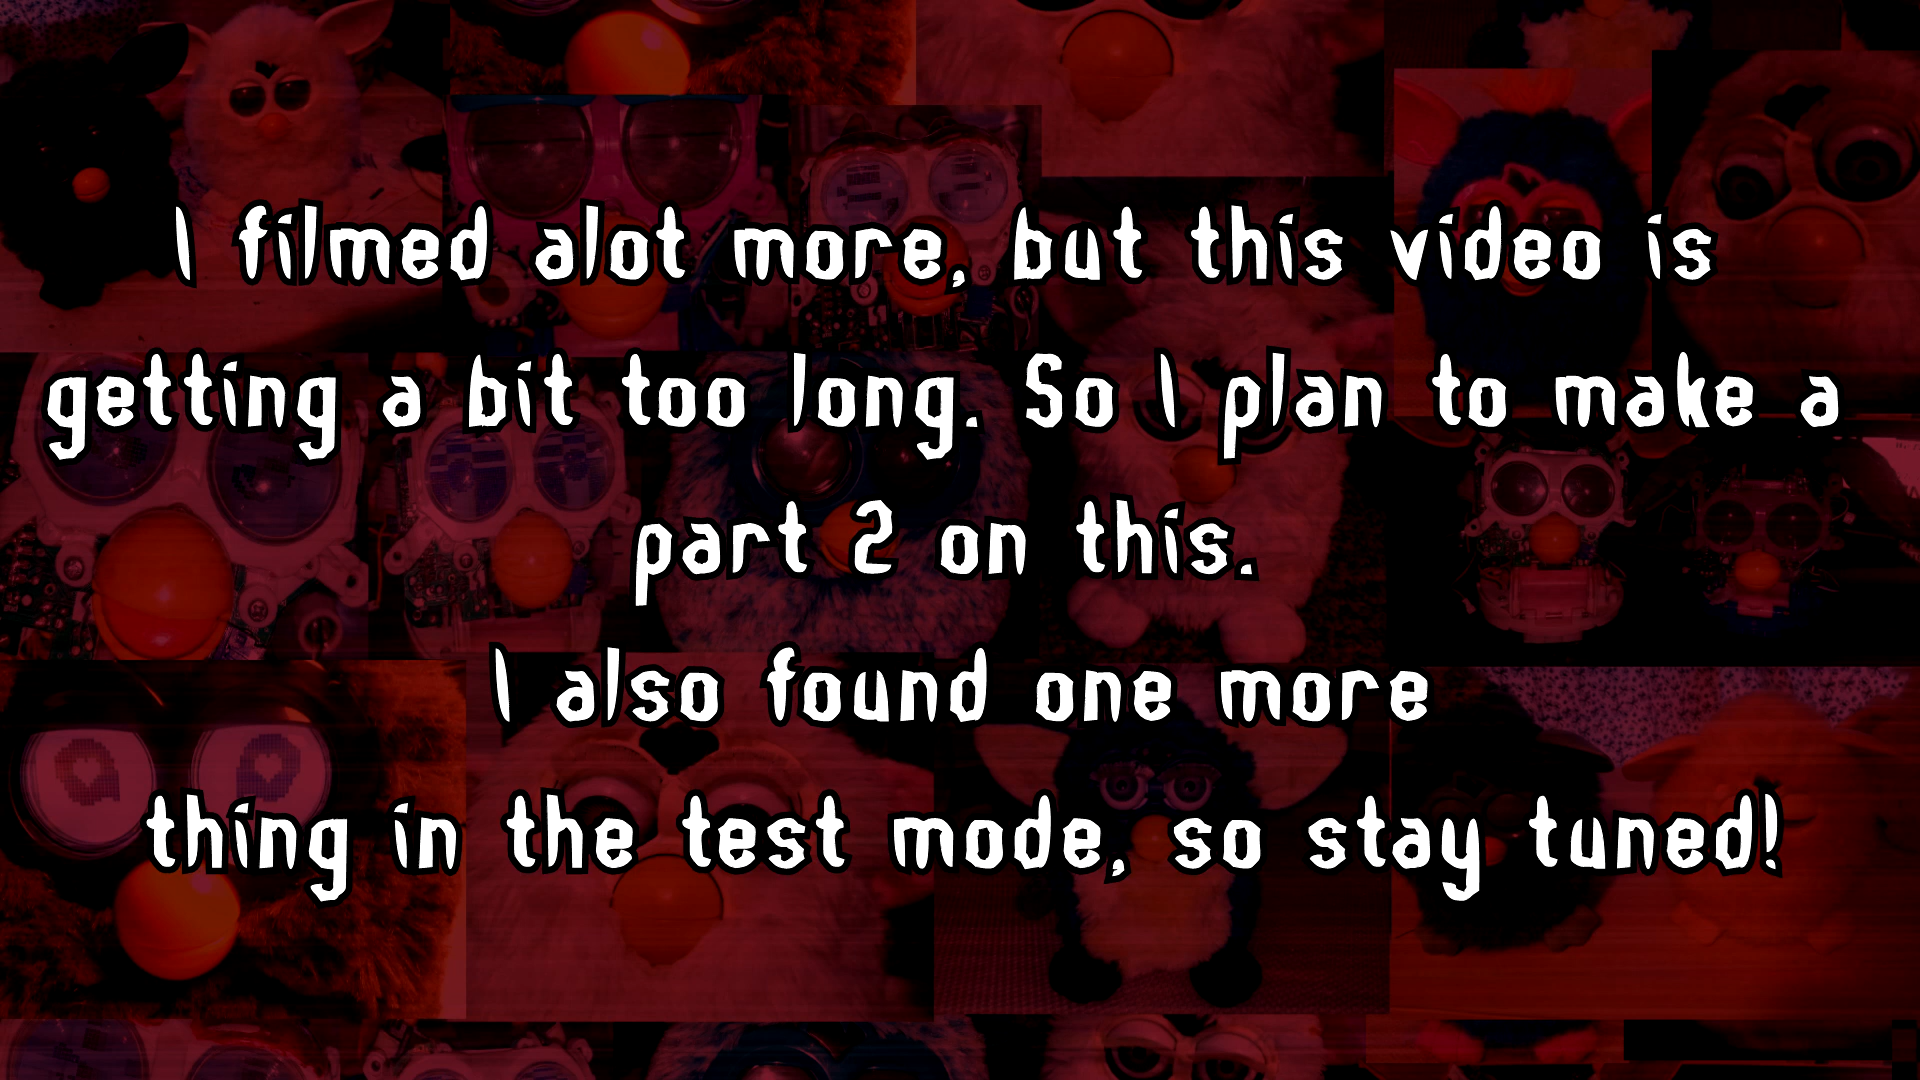 I filmed alot more, but this video is
getting a bit too long. So I plan to make a
part 2 on this.
I also found one more
thing in the test mode, so stay tuned!